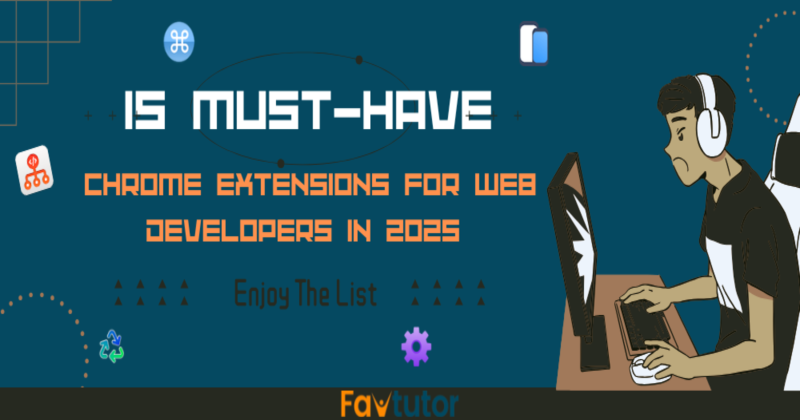 15 MUST-HAVE
CHROME EXTENSIONS FOR WEB
DEVELOPERS IN 2025
Enjoy The List
Favtutor